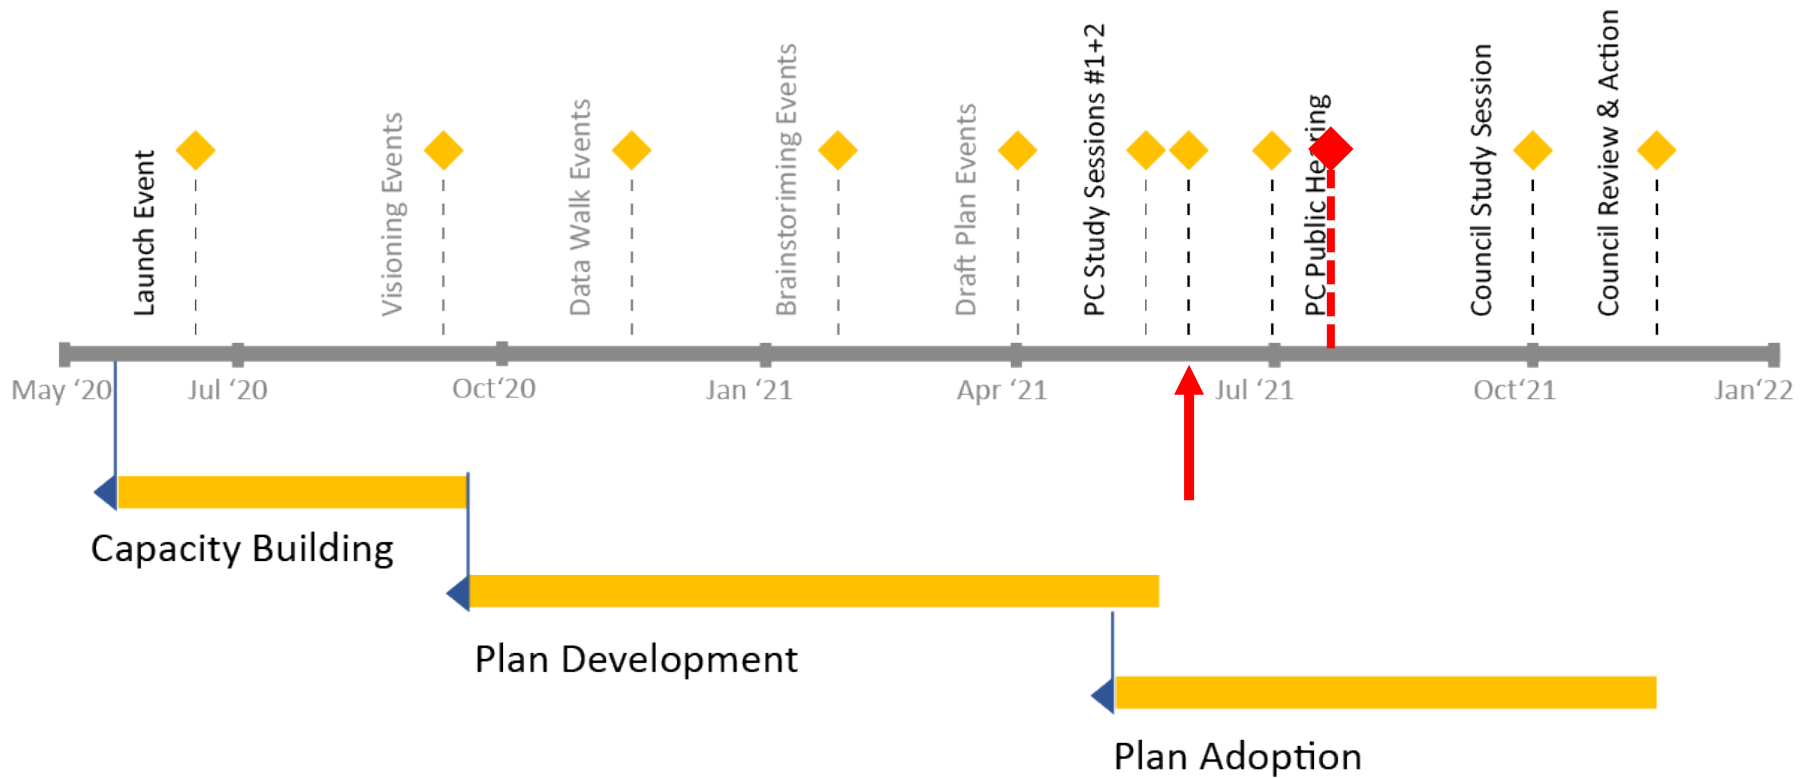 Launch Event
Visioning Events
Data Walk Events
Brainstoriming Events
Draft Plan Events
PC Study Sessions #1+2
PC Public Hearing
Council Study Session
Council Review & Action
May ‘20
Jul ‘20
Oct‘20
Jan ‘21
Apr ‘21
Jul ‘21
Oct‘21
Jan‘22
Capacity Building
Plan Development
Plan Adoption